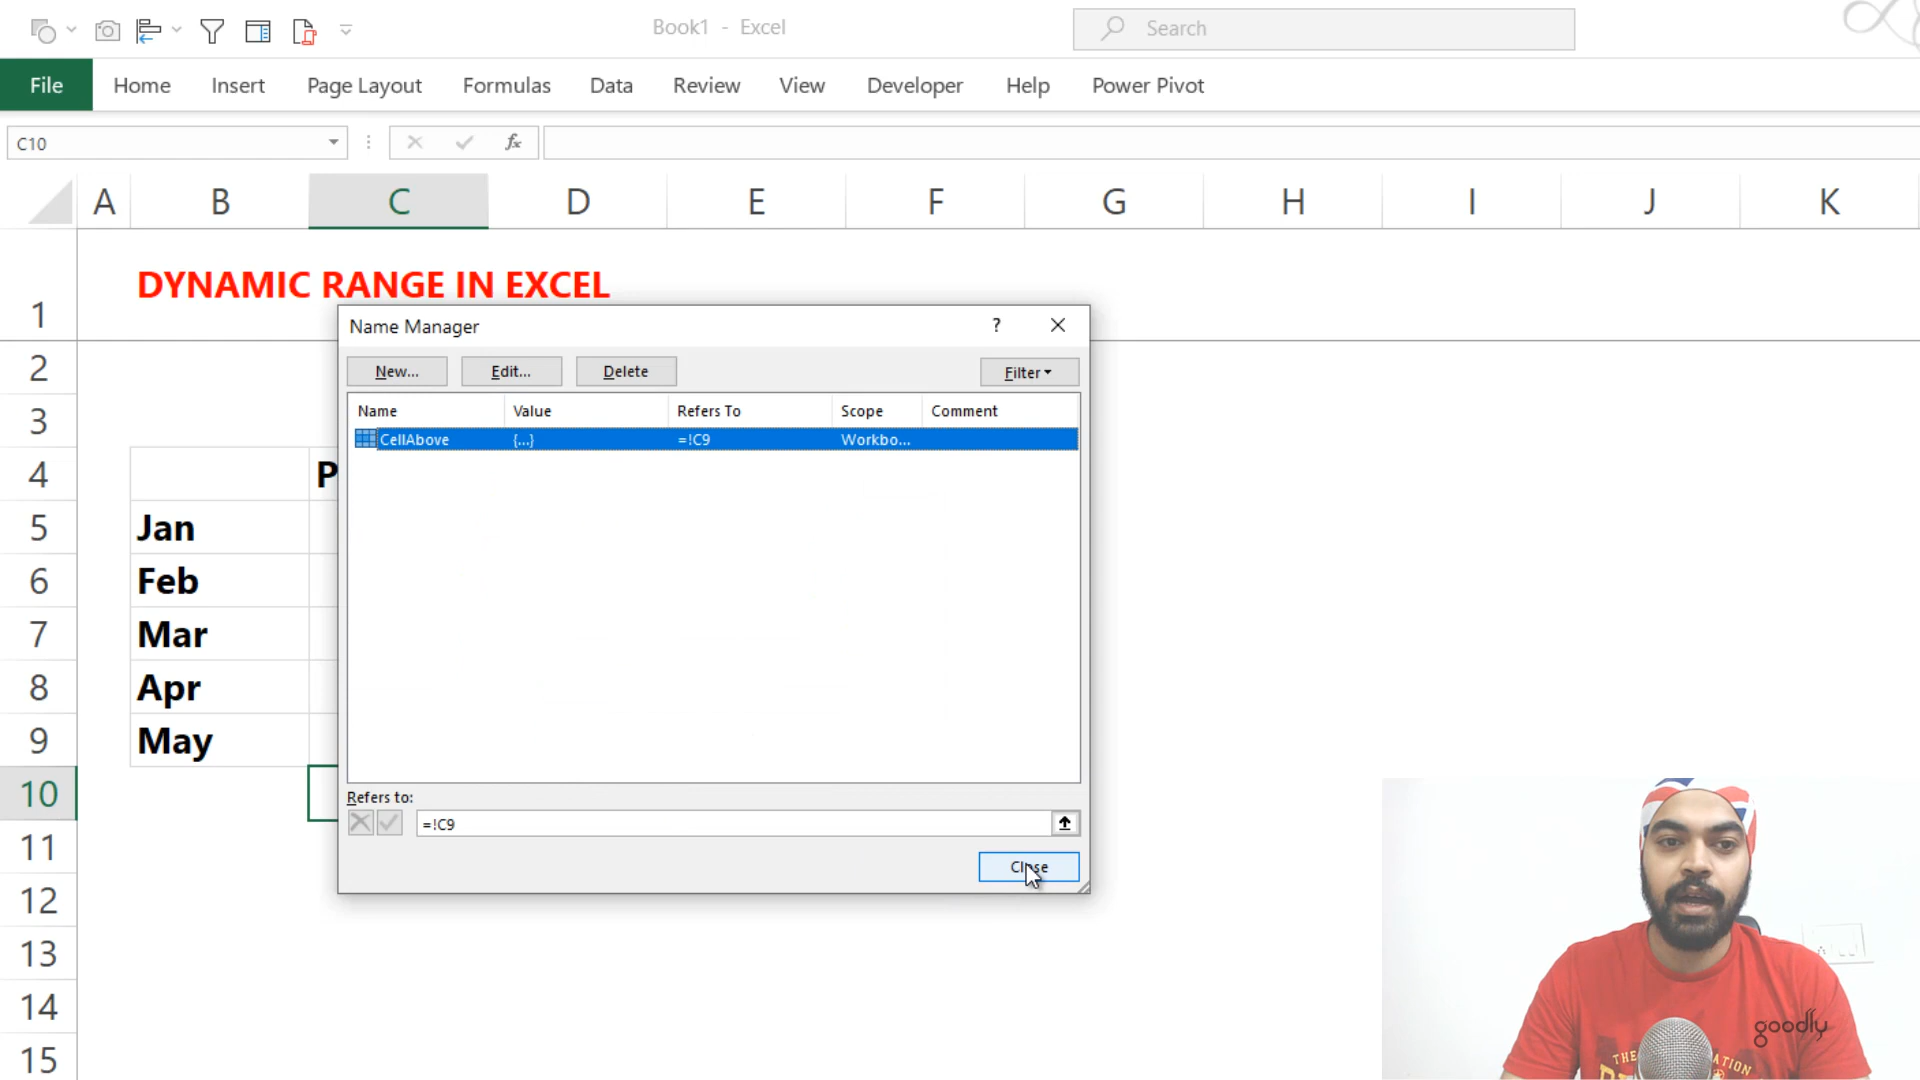 Book1 - Excel
Search
File Home Insert Page Layout Formulas Data Review View Developer Help Power Pivot
C10
fx
A B C D E F G H I J K
1 DYNAMIC RANGE IN EXCEL
2
3
4 P
5 Jan
6 Feb
7 Mar
8 Apr
9 May
10
11
12
13
14
15
Name Manager ?
New... Edit... Delete Filter
Name Value Refers To Scope Comment
CellAbove {...} =!C9 Workbo...
Refers to:
=!C9
Close
goodly
THE